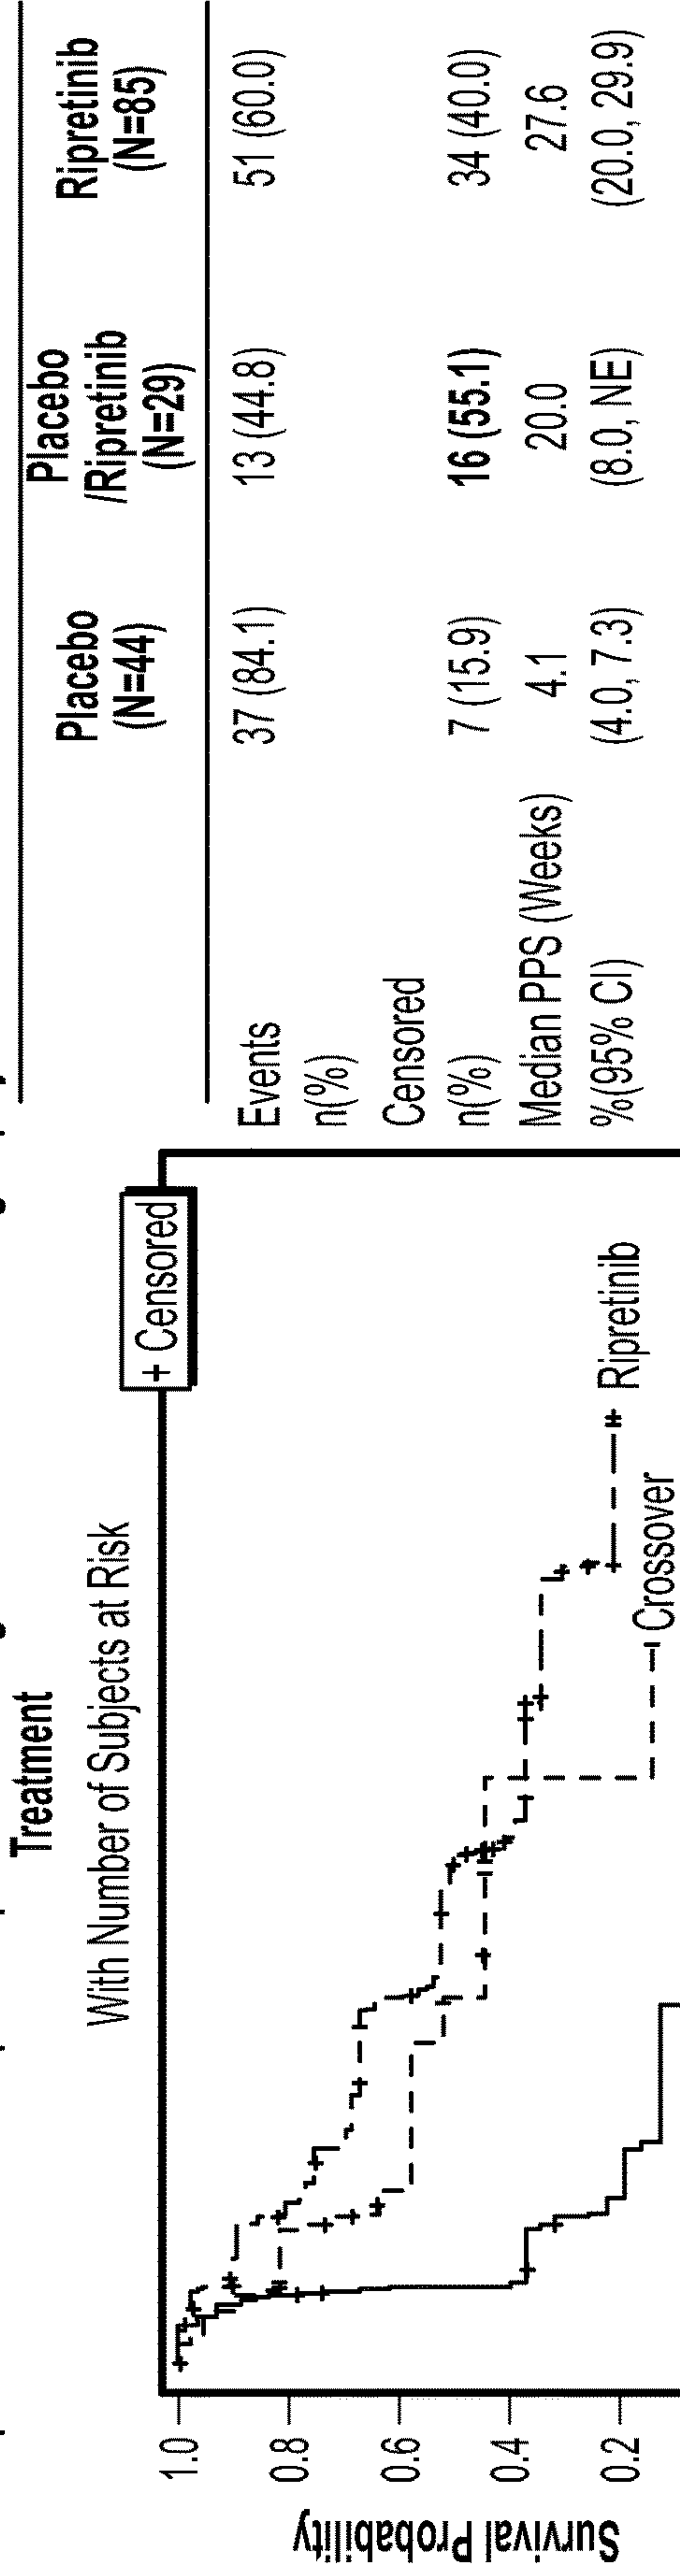 Treatment
With Number of Subjects at Risk
+ Censored
Survival Probability
1.0
0.8
0.6
0.4
0.2
Ripretinib
Crossover
Placebo Placebo Ripretinib
(N=44) /Ripretinib (N=85)
(N=29)
Events 37 (84.1) 13 (44.8) 51 (60.0)
n(%)
Censored
n(%) 7 (15.9) 16 (55.1) 34 (40.0)
Median PPS (Weeks) 4.1 20.0 27.6
%(95% CI) (4.0, 7.3) (8.0, NE) (20.0, 29.9)